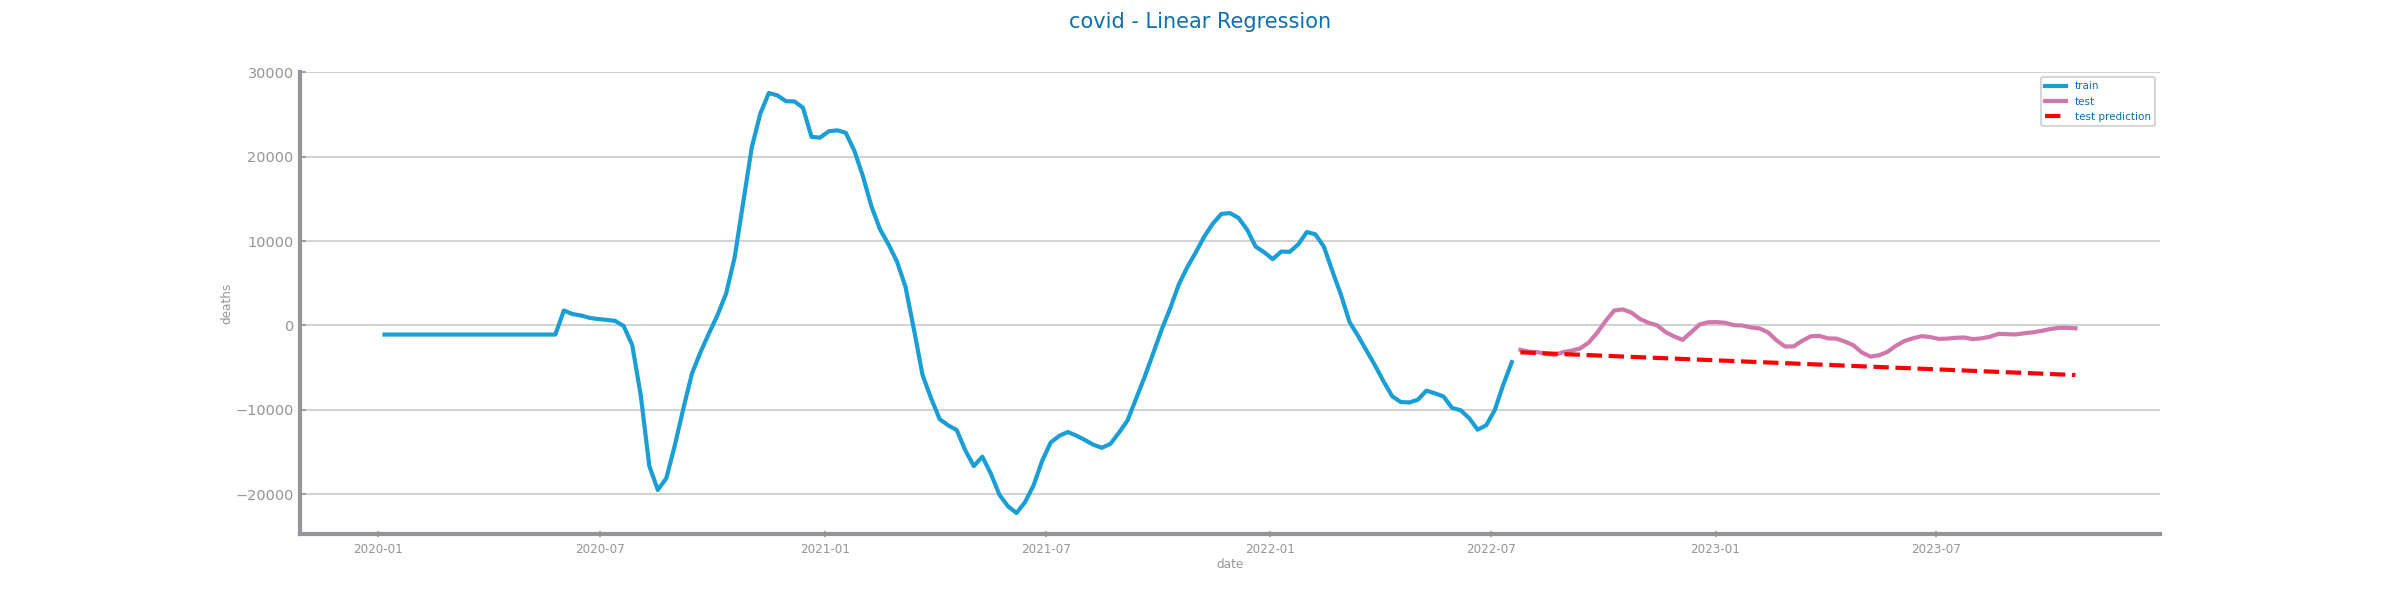 covid - Linear Regression
30000
20000
10000
0
−10000
−20000
deaths
train
test
test prediction
2020-01 2020-07 2021-01 2021-07 2022-01 2022-07 2023-01 2023-07
date